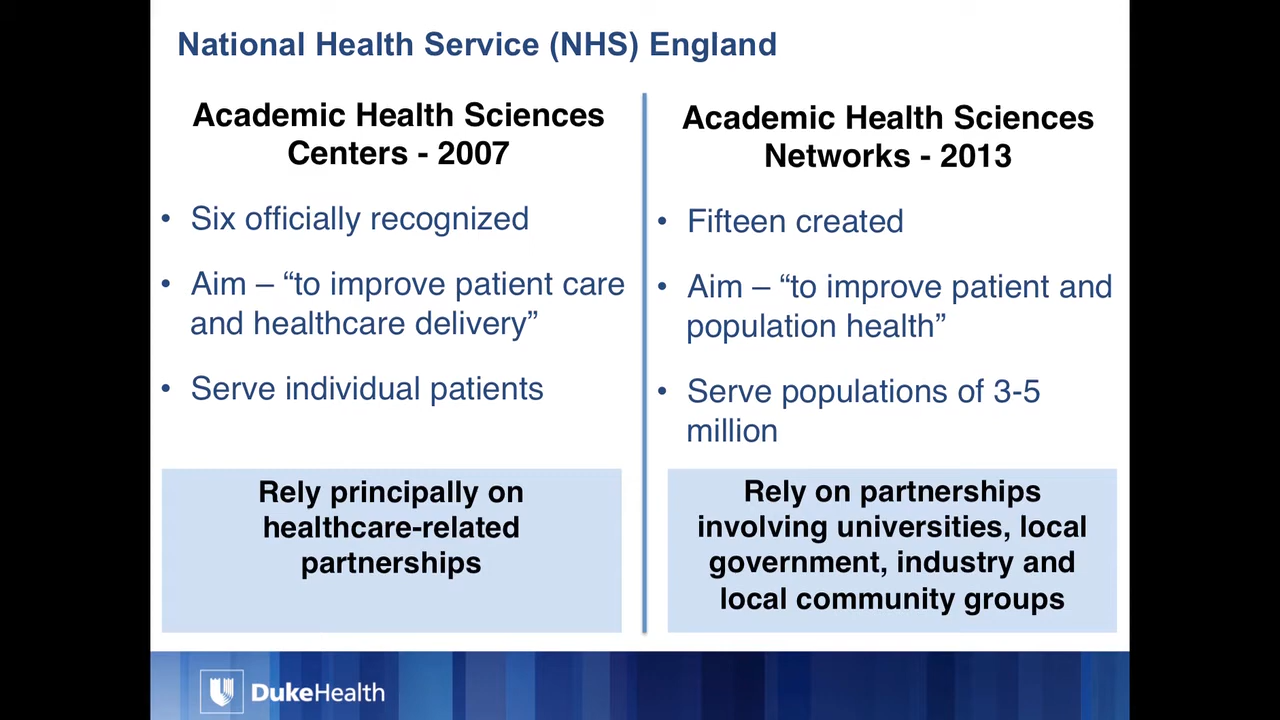 National Health Service (NHS) England
Academic Health Sciences
Centers - 2007
• Six officially recognized
• Aim – “to improve patient care
and healthcare delivery”
• Serve individual patients
Rely principally on
healthcare-related
partnerships
Academic Health Sciences
Networks - 2013
• Fifteen created
• Aim – “to improve patient and
population health”
• Serve populations of 3-5
million
Rely on partnerships
involving universities, local
government, industry and
local community groups
DukeHealth